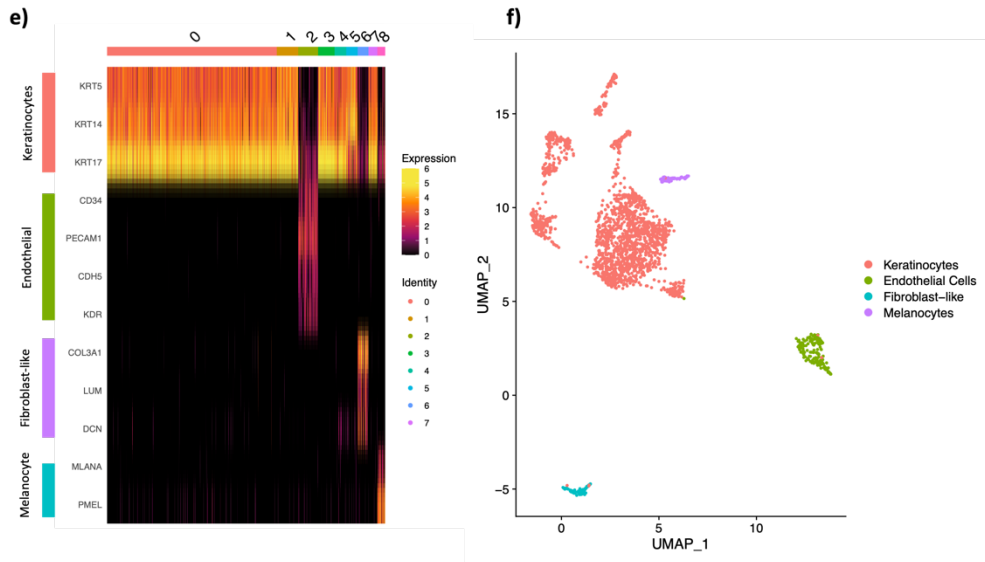 e)
0 1 2 3 4 5 6 7 8
Keratinocytes
Endothelial
Fibroblast-like
Melanocyte
KRT5
KRT14
KRT17
CD34
PECAM1
CDH5
KDR
COL3A1
LUM
DCN
MLANA
PMEL
Expression
6
5
4
3
2
1
0
Identity
0
1
2
3
4
5
6
7
f)
UMAP_2
15
10
5
0
−5
0 5 10
UMAP_1
Keratinocytes
Endothelial Cells
Fibroblast−like
Melanocytes